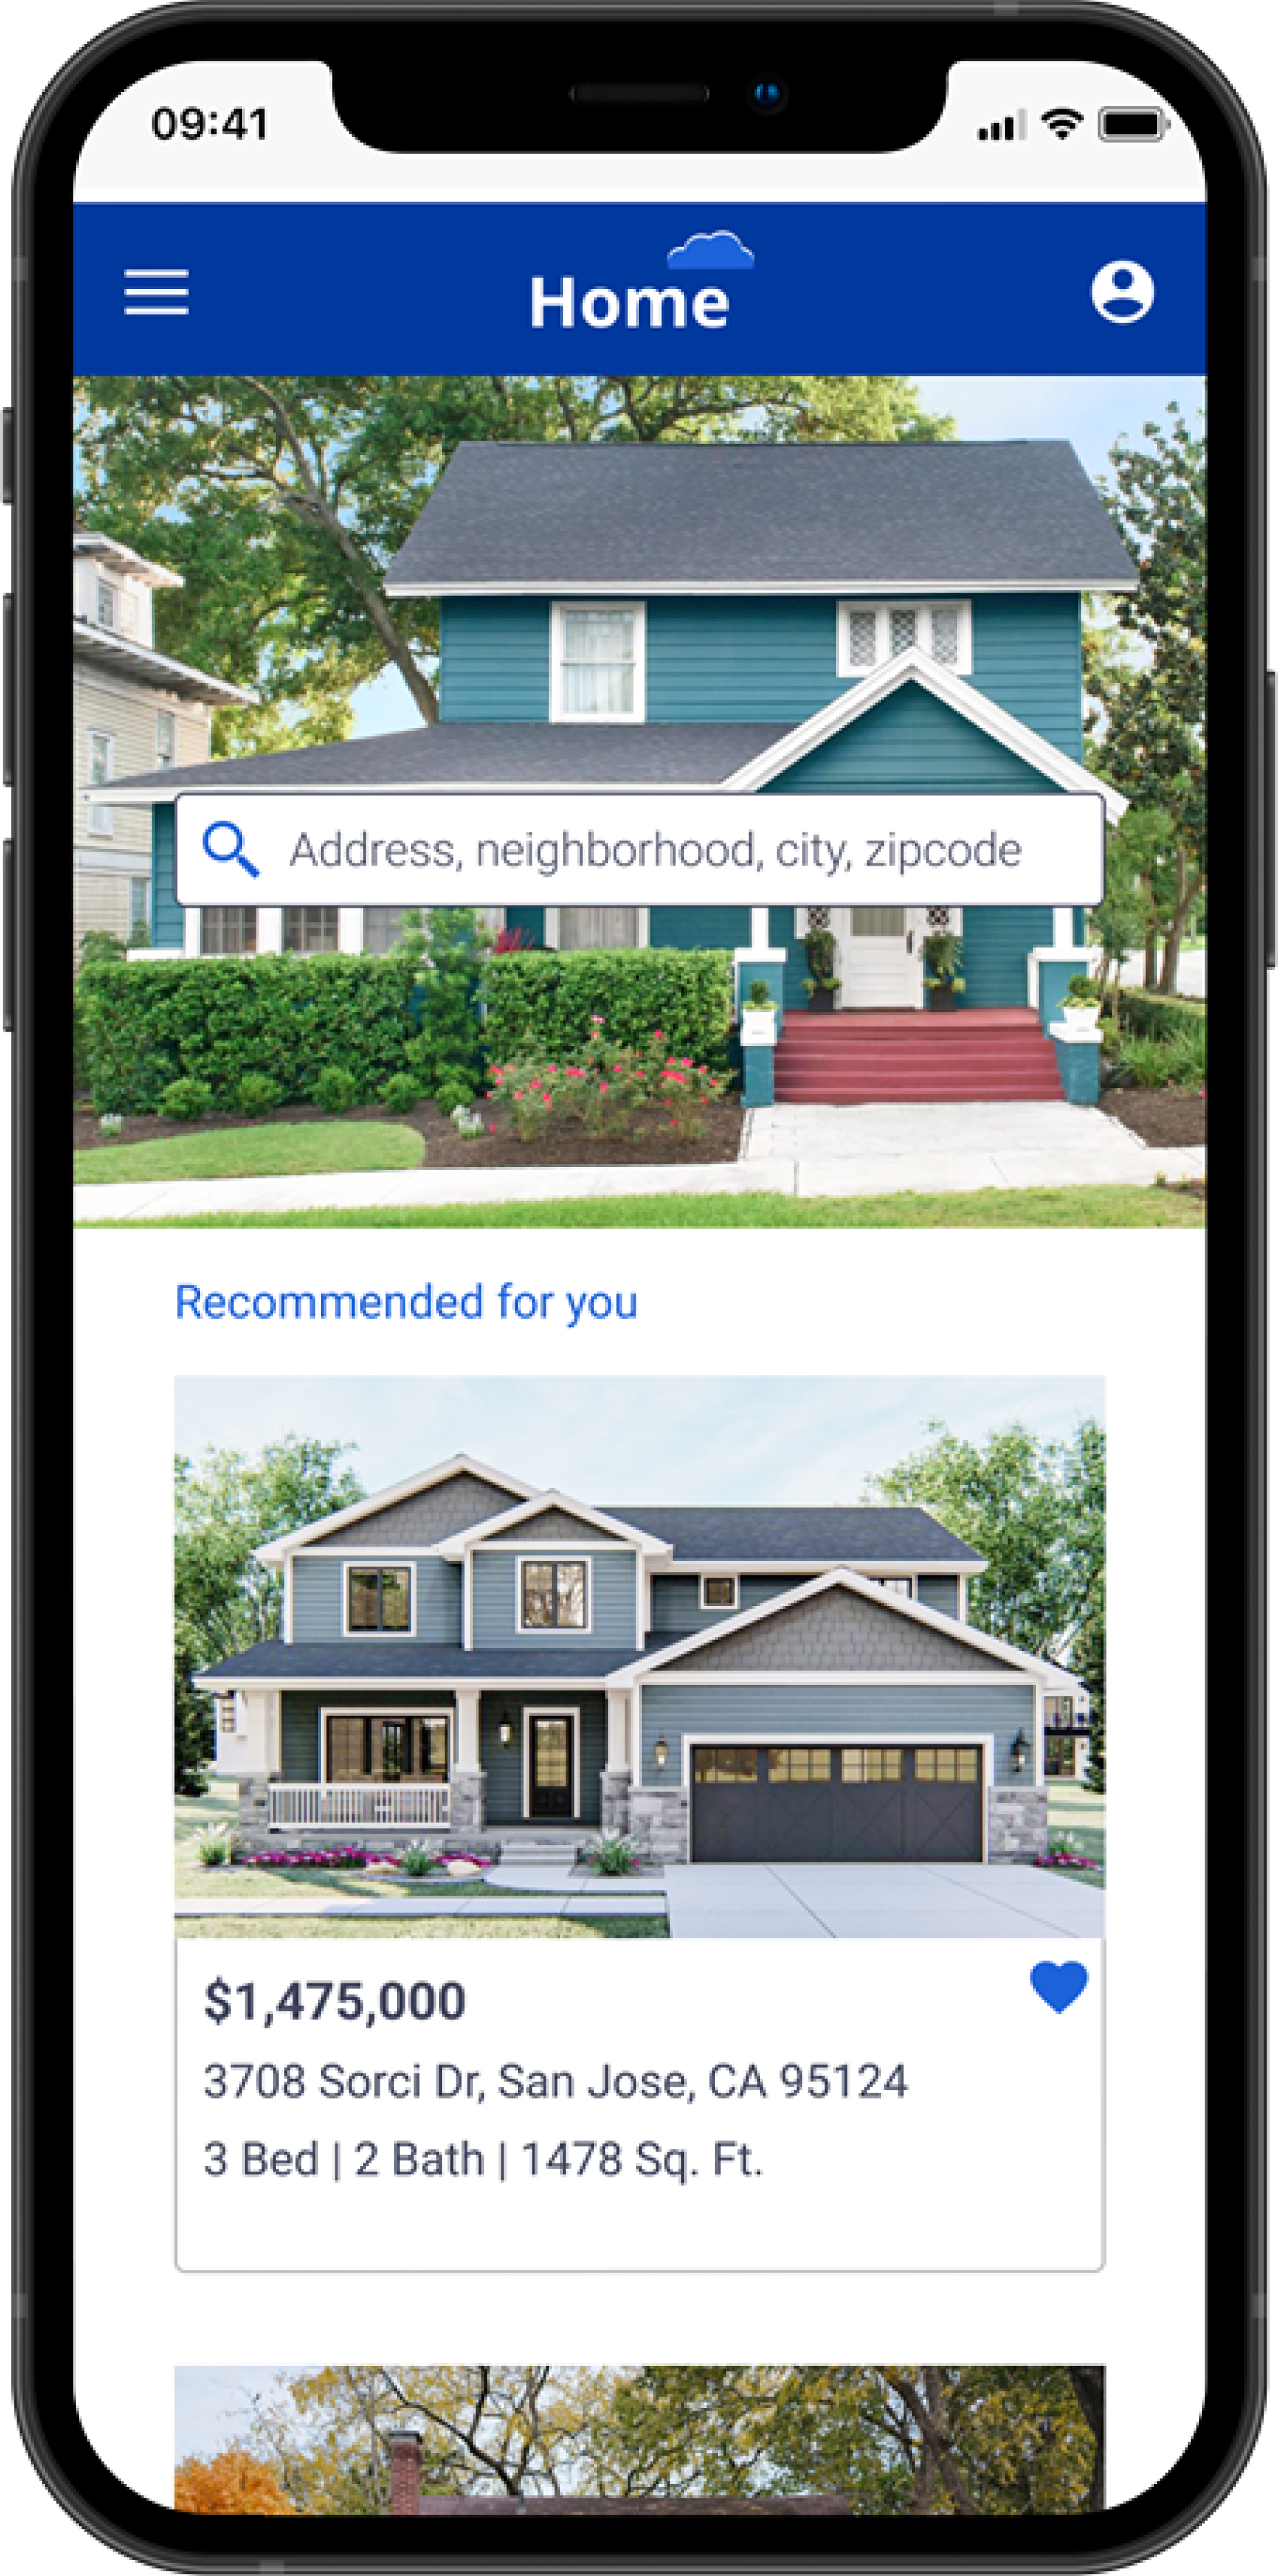 09:41
Home
Address, neighborhood, city, zipcode
Recommended for you
$1,475,000
3708 Sorci Dr, San Jose, CA 95124
3 Bed | 2 Bath | 1478 Sq. Ft.